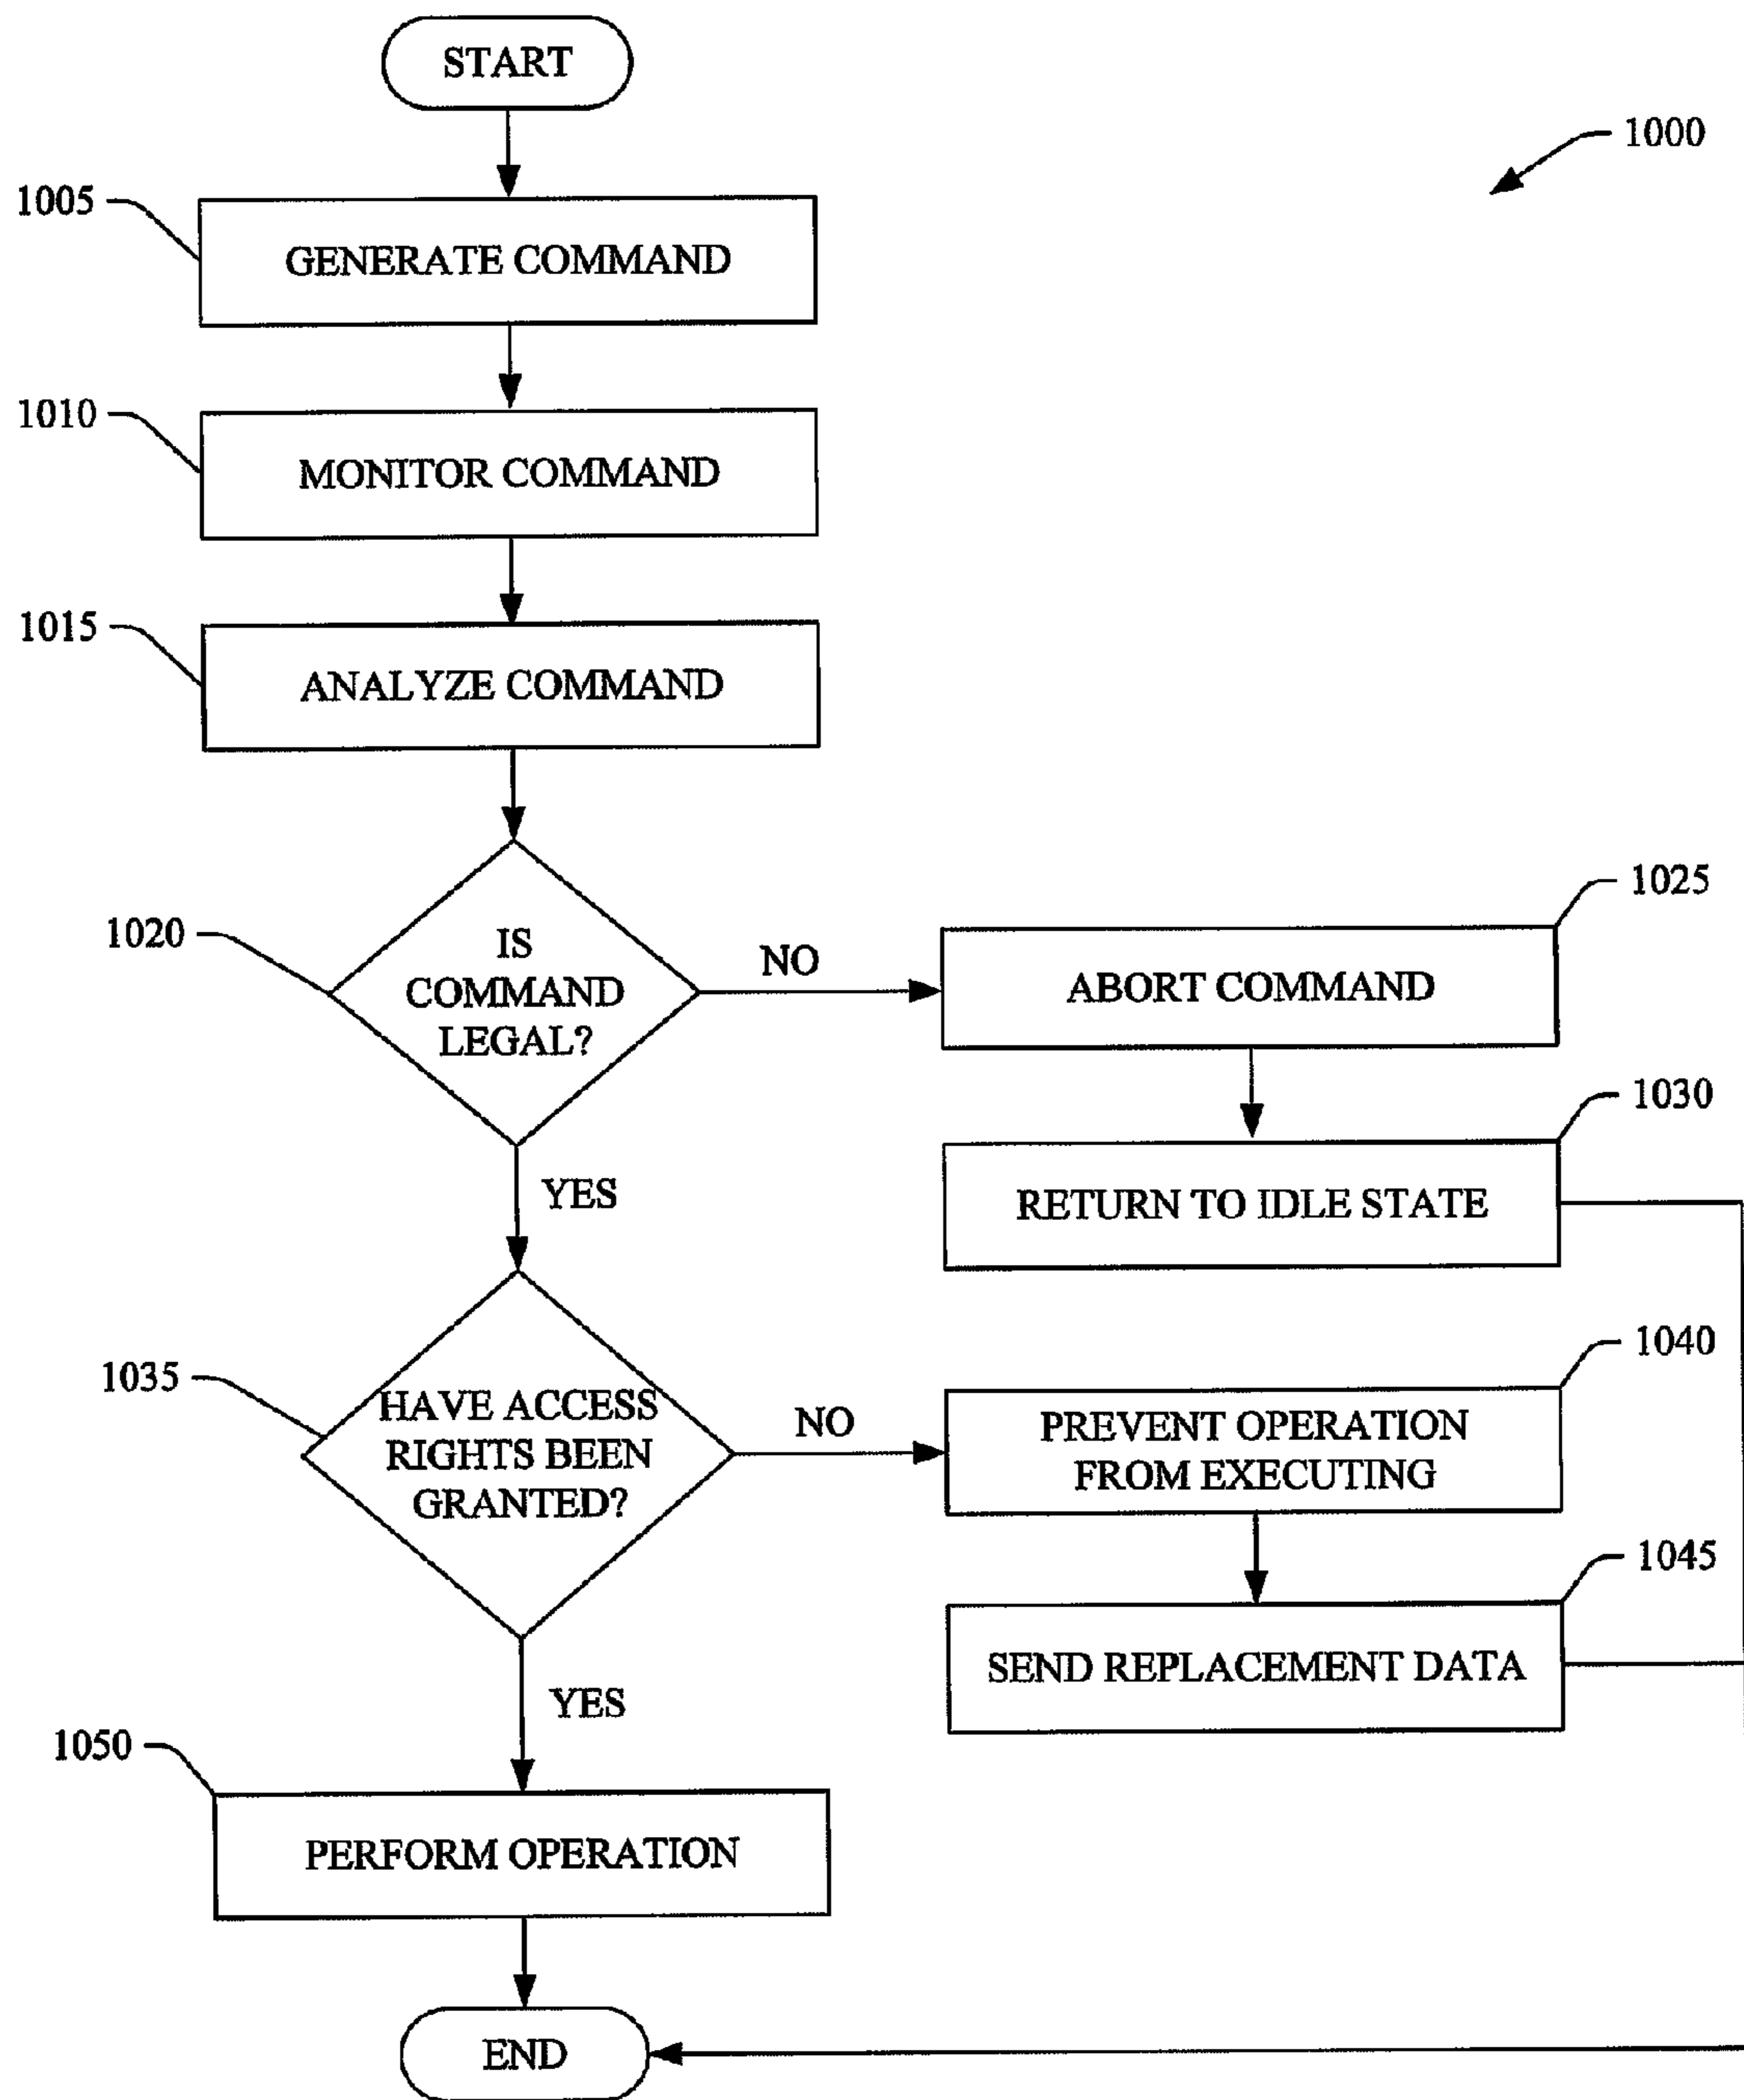 START
1000
1005
GENERATE COMMAND
1010
MONITOR COMMAND
1015
ANALYZE COMMAND
1020
IS
COMMAND
LEGAL?
NO
1025
ABORT COMMAND
1030
RETURN TO IDLE STATE
YES
1035
HAVE ACCESS
RIGHTS BEEN
GRANTED?
NO
1040
PREVENT OPERATION
FROM EXECUTING
1045
SEND REPLACEMENT DATA
YES
1050
PERFORM OPERATION
END